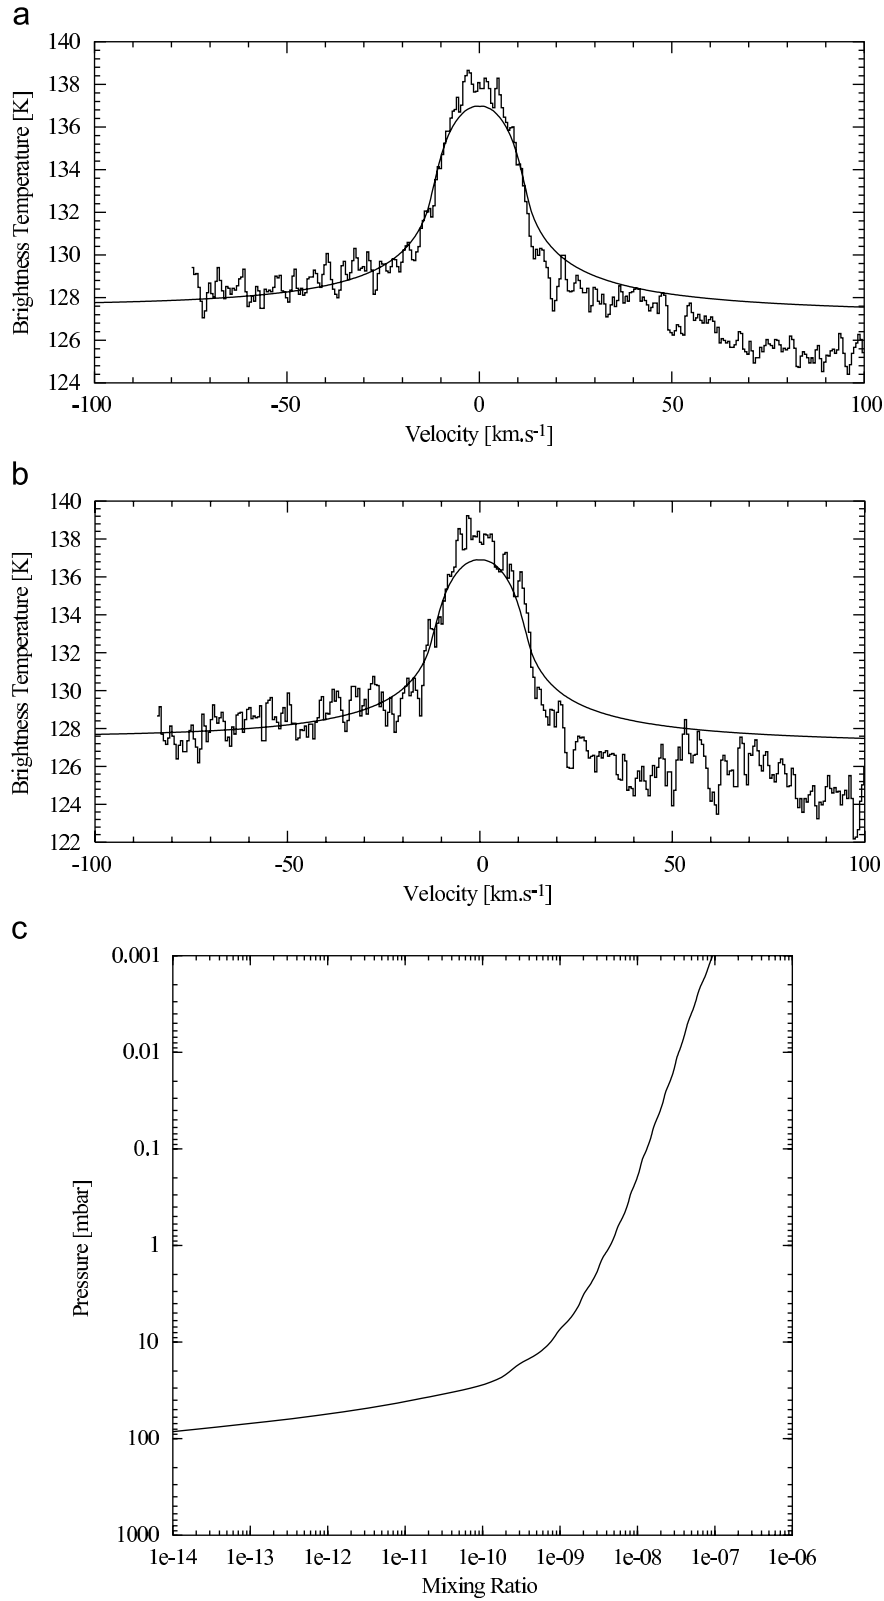 a
140
138
136
134
132
130
128
126
124
Brightness Temperature [K]
-100 -50 0 50 100
Velocity [km.s-1]
b
140
138
136
134
132
130
128
126
124
122
Brightness Temperature [K]
-100 -50 0 50 100
Velocity [km.s-1]
c
0.001
0.01
0.1
1
10
100
1000
Pressure [mbar]
1e-14 1e-13 1e-12 1e-11 1e-10 1e-09 1e-08 1e-07 1e-06
Mixing Ratio